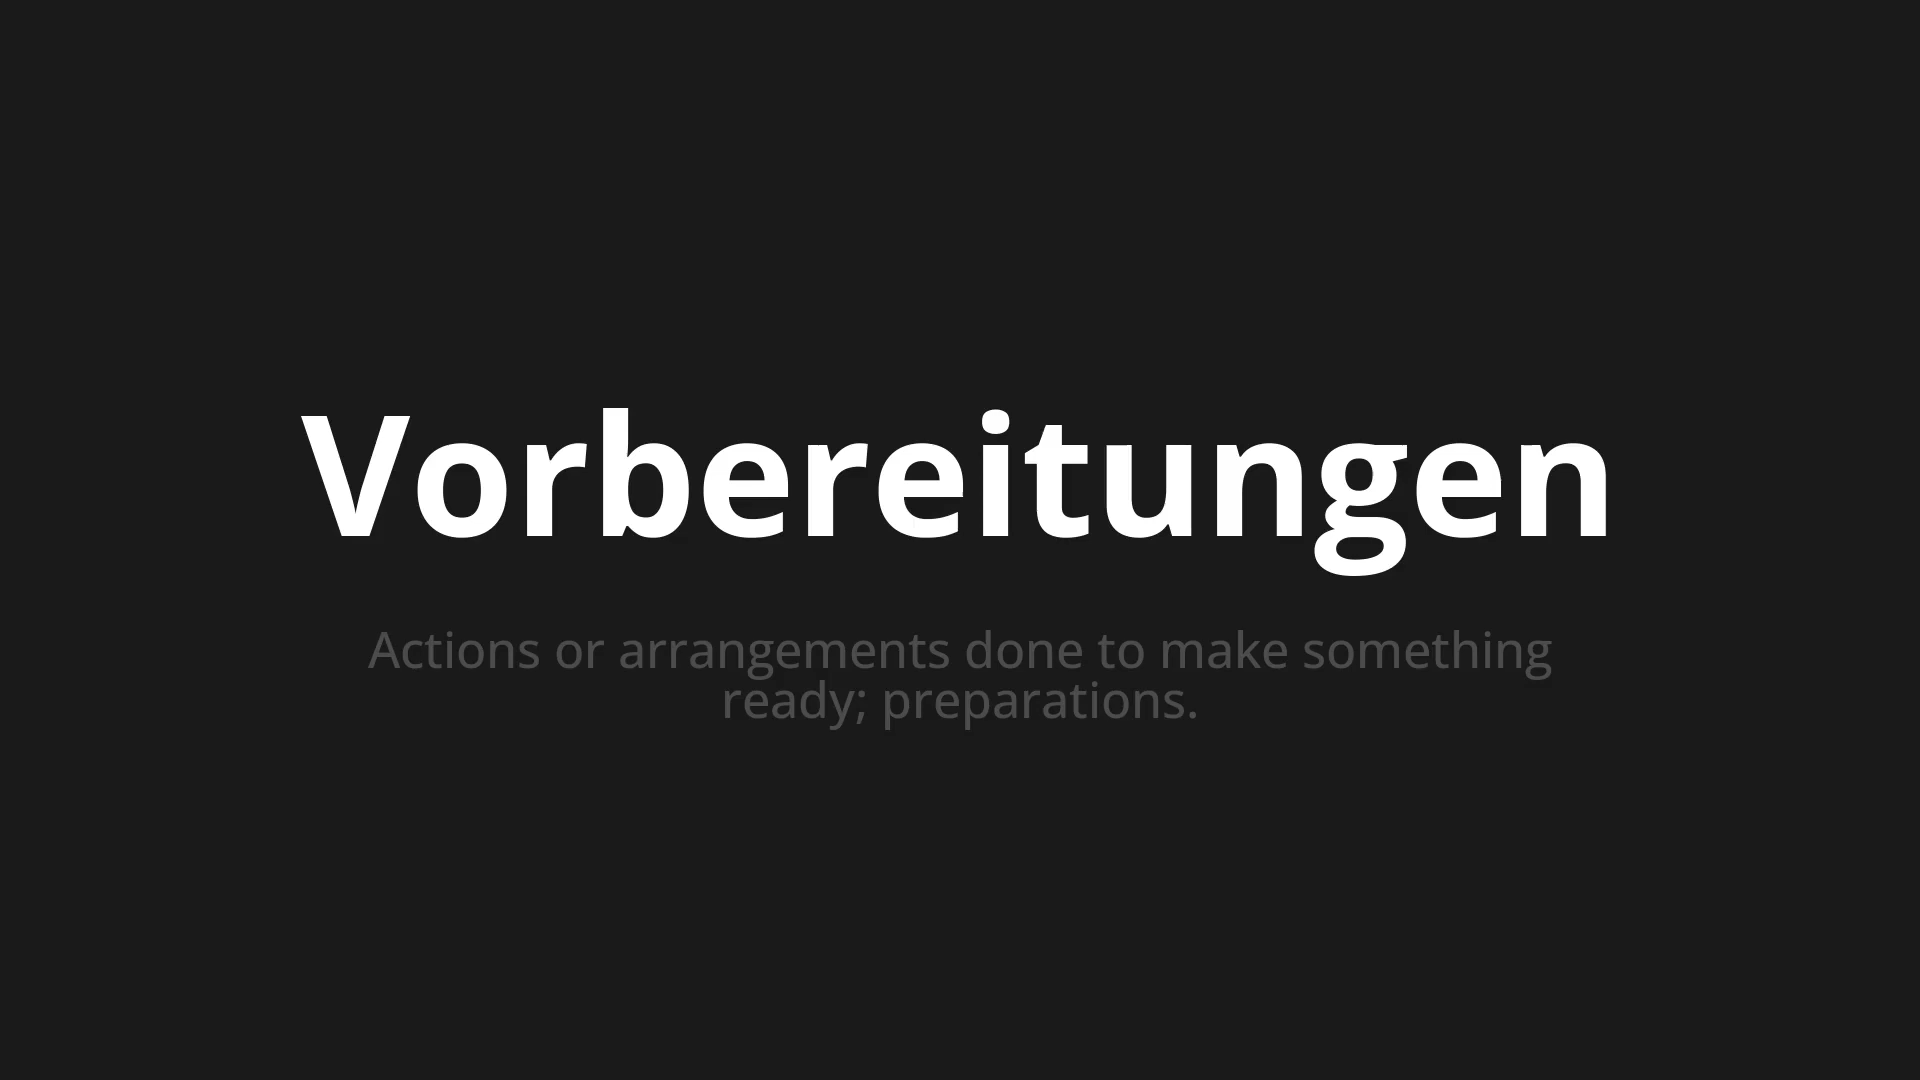 Vorbereitungen
Actions or arrangements done to make something
ready; preparations.